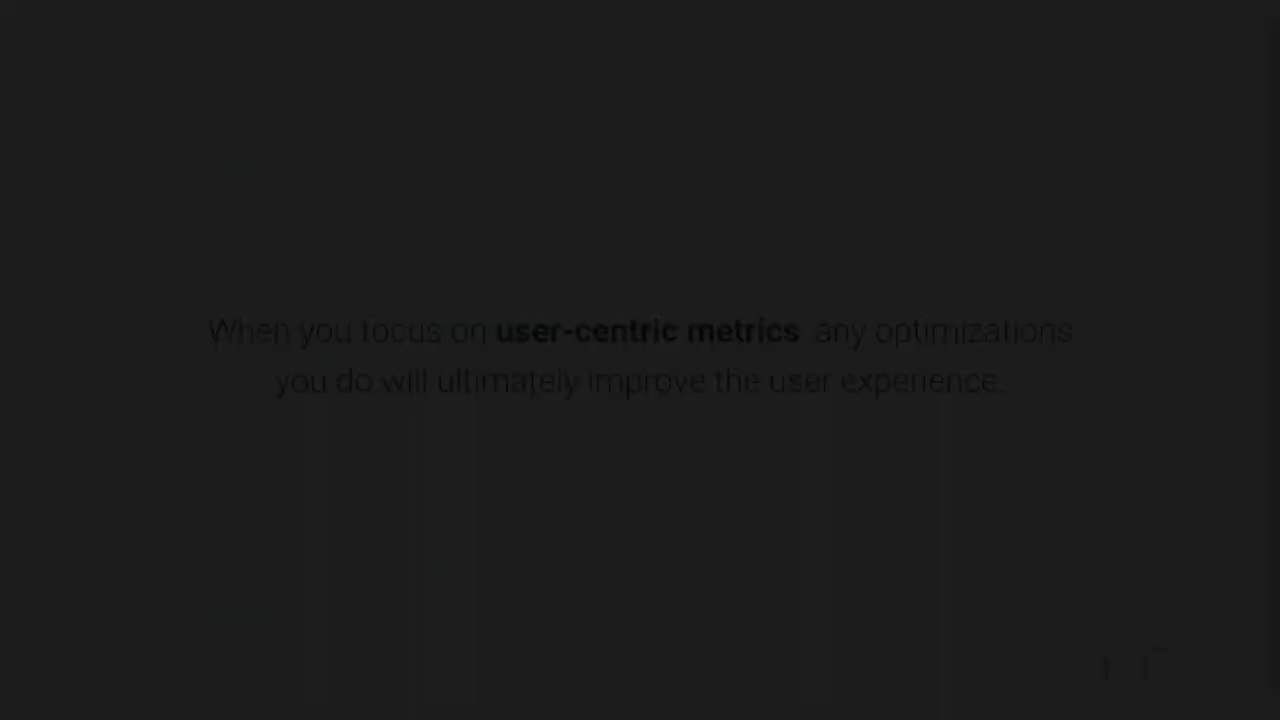 When you focus on user-centric metrics any optimizations
you do will ultimately improve the user experience.